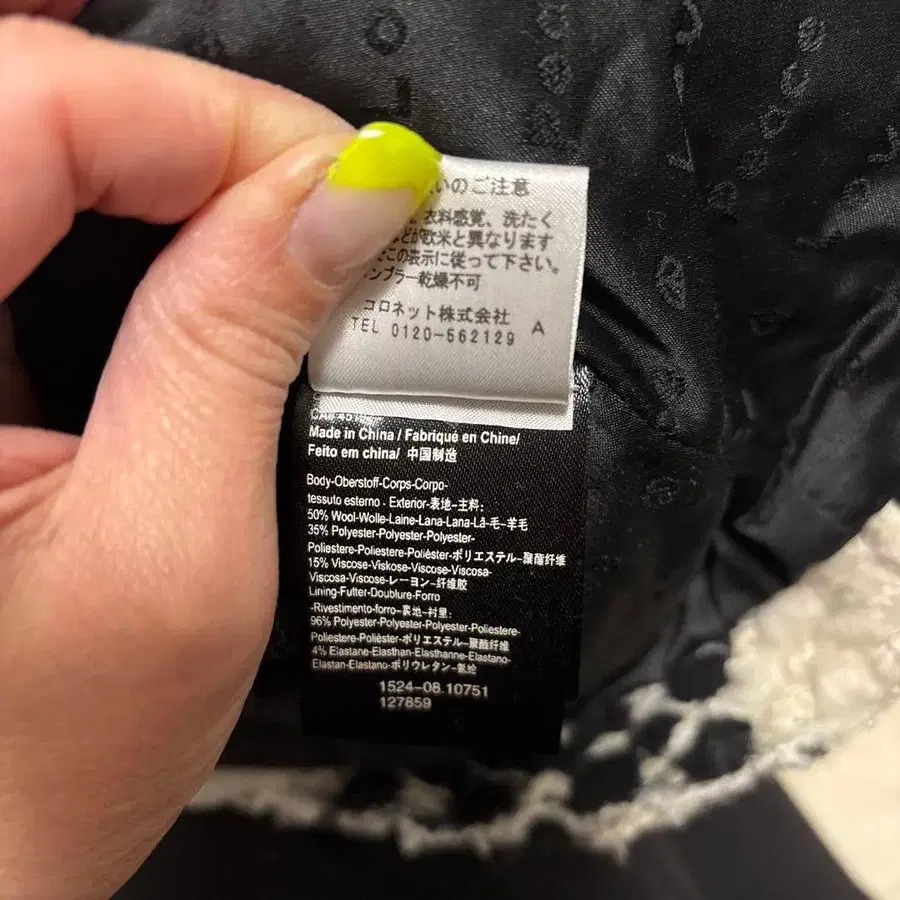 いのご注意
衣料感覚、洗たく
などが欧米と異なります
でこの表示に従って下さい。
ンブラー乾燥不可
コロネット株式会社 A
TEL 0120-562129
CA# 451
Made in China / Fabriqué en Chine/
Feito em china/ 中国制造
Body-Oberstoff-Corps-Corpo-
tessuto esterno . Exterior-表地-主料:
50% Wool-Wolle-Laine-Lana-Lana-Lã-毛-羊毛
35% Polyester-Polyester-Polyester-
Poliestere-Poliestere-Poliéster-ポリエステル-聚酯纤维
15% Viscose-Viskose-Viscose-Viscosa-
Viscosa-Viscose-レーヨン-纤维胶
Lining-Futter-Doublure-Forro
-Rivestimento-forro-裏地-衬里:
96% Polyester-Polyester-Polyester-Poliestere-
Poliestere-Poliéster-ポリエステル-聚酯纤维
4% Elastane-Elasthan-Elasthanne-Elastano-
Elastan-Elastano-ポリウレタン-氨纶
1524-08.10751
127859